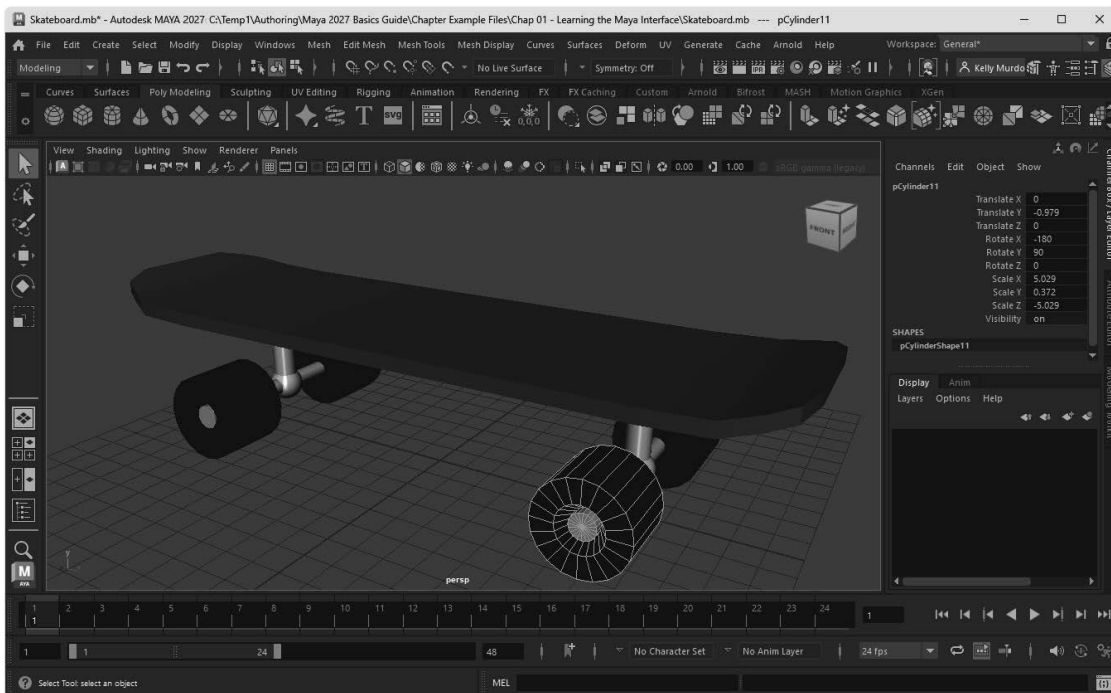 Skateboard.mb* - Autodesk MAYA 2027: C:\Temp1\Authoring\Maya 2027 Basics Guide\Chapter Example Files\Chap 01 - Learning the Maya Interface\Skateboard.mb --- pCylinder11
File Edit Create Select Modify Display Windows Mesh Edit Mesh Mesh Tools Mesh Display Curves Surfaces Deform UV Generate Cache Arnold Help Workspace: General*
Modeling No Live Surface Symmetry: Off Kelly Murdo
Curves Surfaces Poly Modeling Sculpting UV Editing Rigging Animation Rendering FX FX Caching Custom Arnold Bifrost MASH Motion Graphics XGen
T svg 0,0,0
View Shading Lighting Show Renderer Panels
0.00 1.00 sRGB gamma (legacy)
FRONT
persp
Channels Edit Object Show
pCylinder11
Translate X 0
Translate Y -0.979
Translate Z 0
Rotate X -180
Rotate Y 90
Rotate Z 0
Scale X 5.029
Scale Y 0.372
Scale Z -5.029
Visibility on
SHAPES
pCylinderShape11
Display Anim
Layers Options Help
M
AYA
1 2 3 4 5 6 7 8 9 10 11 12 13 14 15 16 17 18 19 20 21 22 23 24 1
1
1 1 24 48 No Character Set No Anim Layer 24 fps
Select Tool: select an object MEL